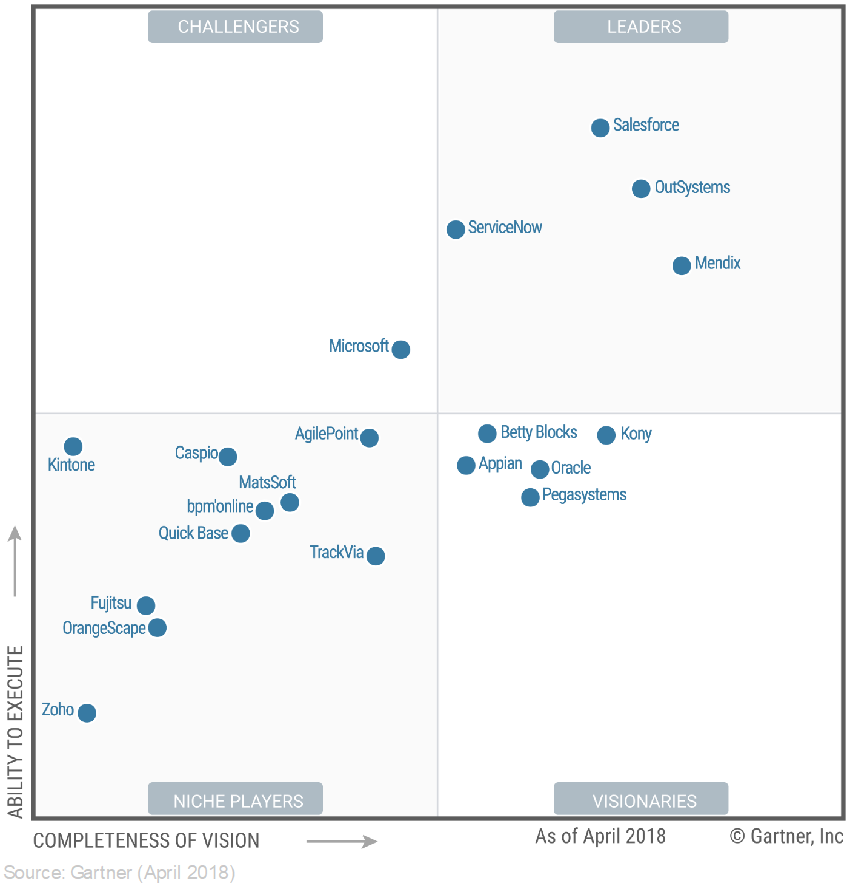 CHALLENGERS
LEADERS
Salesforce
OutSystems
ServiceNow
Mendix
Microsoft
AgilePoint
Betty Blocks
Kony
Kintone
Caspio
Appian
Oracle
MatsSoft
Pegasystems
bpm'online
Quick Base
TrackVia
Fujitsu
OrangeScape
Zoho
ABILITY TO EXECUTE
NICHE PLAYERS
VISIONARIES
COMPLETENESS OF VISION
As of April 2018
© Gartner, Inc
Source: Gartner (April 2018)